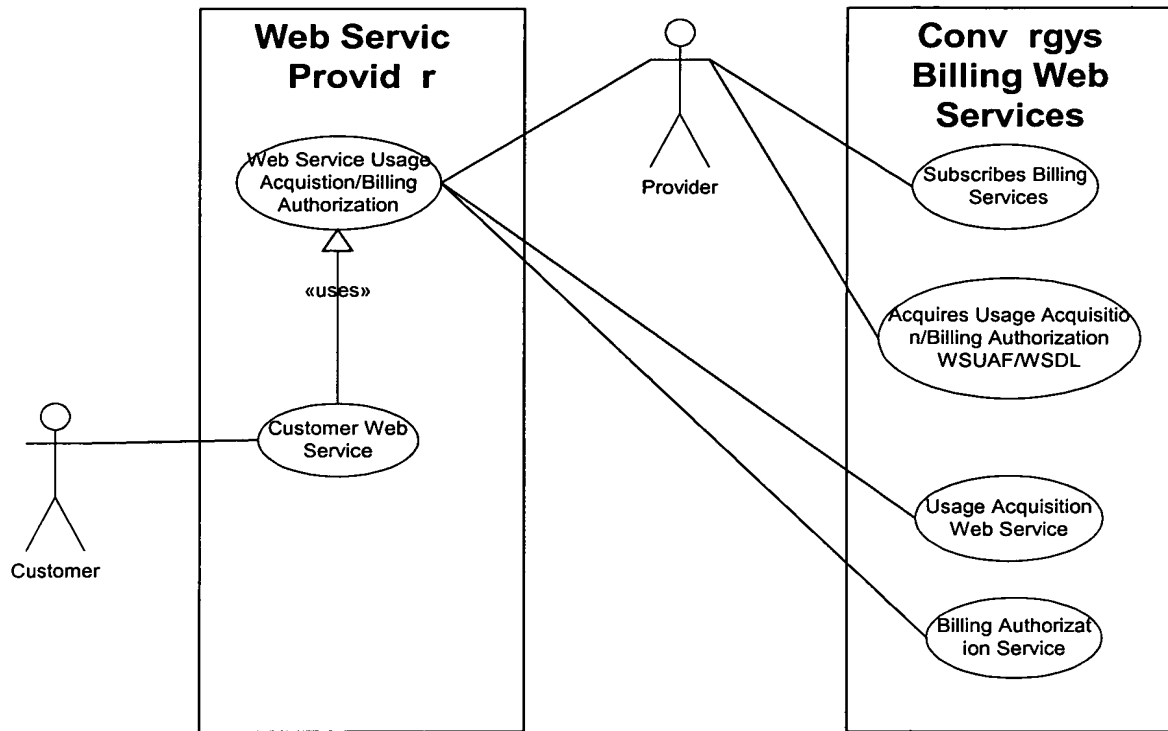 Web Servic
Provid r
Web Service Usage
Acquistion/Billing
Authorization
«uses»
Customer Web
Service
Customer
Provider
Conv rgys
Billing Web
Services
Subscribes Billing
Services
Acquires Usage Acquisitio
n/Billing Authorization
WSUAF/WSDL
Usage Acquisition
Web Service
Billing Authorizat
ion Service